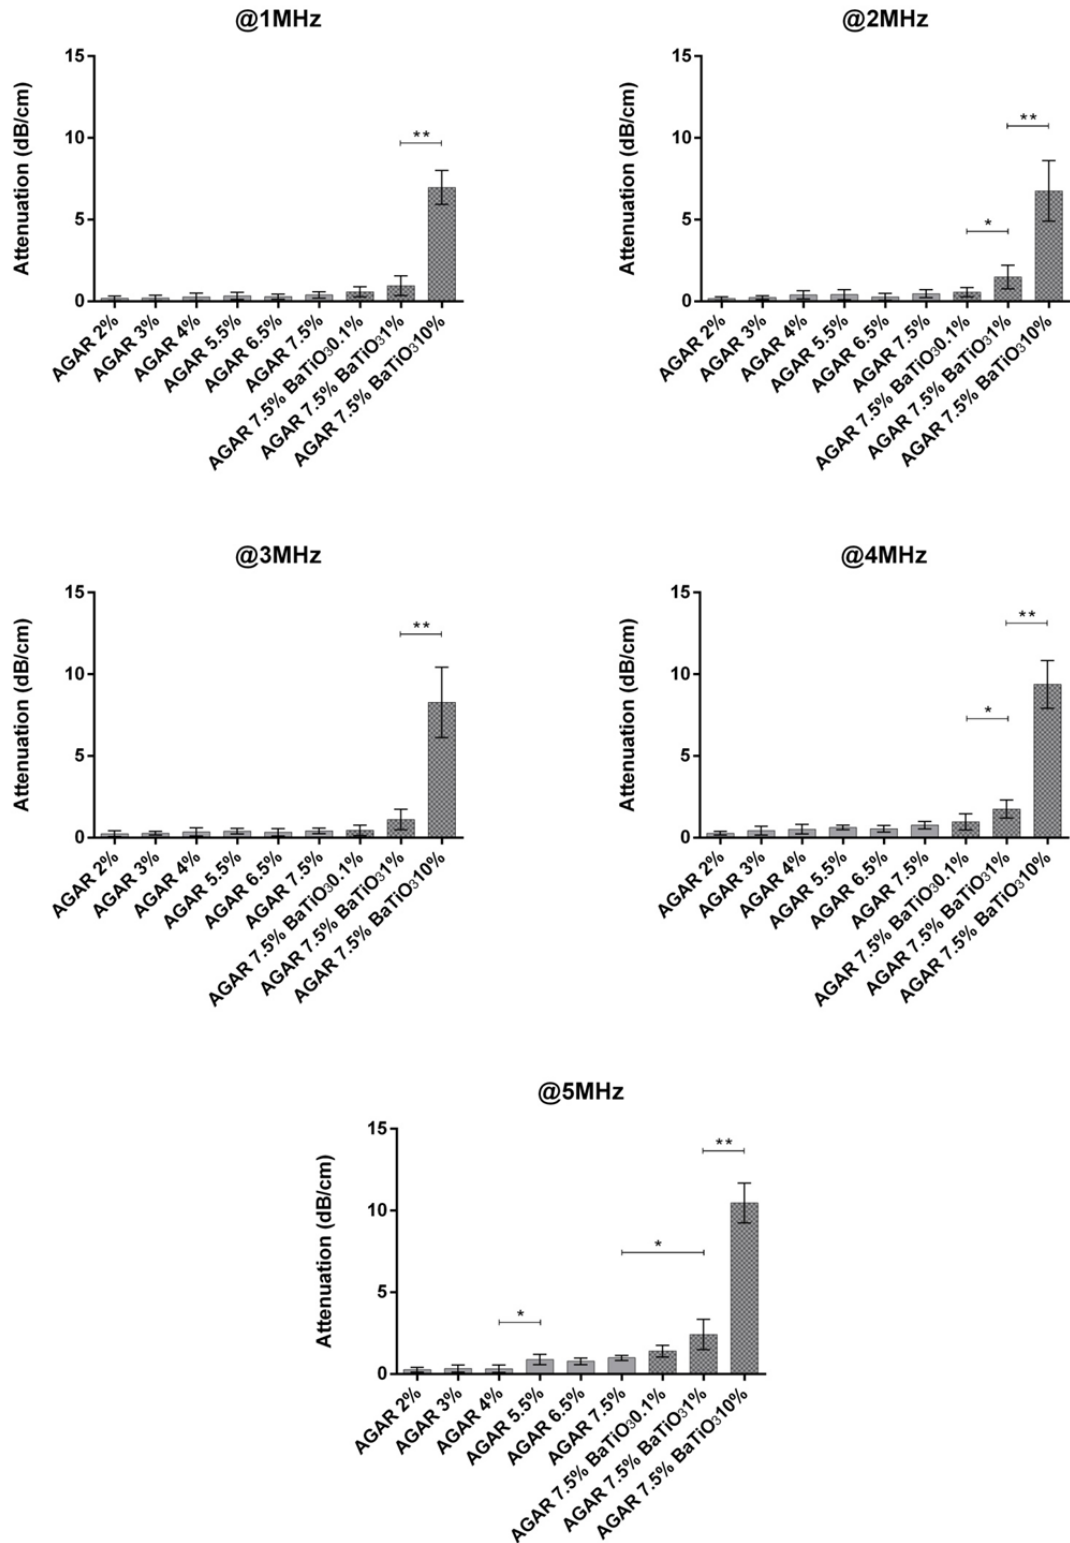 @1MHz
Attenuation (dB/cm)
15
10
5
0
**
AGAR 2%
AGAR 3%
AGAR 4%
AGAR 5.5%
AGAR 6.5%
AGAR 7.5%
AGAR 7.5% BaTiO₃0.1%
AGAR 7.5% BaTiO₃1%
AGAR 7.5% BaTiO₃10%
@2MHz
Attenuation (dB/cm)
15
10
5
0
*
**
AGAR 2%
AGAR 3%
AGAR 4%
AGAR 5.5%
AGAR 6.5%
AGAR 7.5%
AGAR 7.5% BaTiO₃0.1%
AGAR 7.5% BaTiO₃1%
AGAR 7.5% BaTiO₃10%
@3MHz
Attenuation (dB/cm)
15
10
5
0
**
AGAR 2%
AGAR 3%
AGAR 4%
AGAR 5.5%
AGAR 6.5%
AGAR 7.5%
AGAR 7.5% BaTiO₃0.1%
AGAR 7.5% BaTiO₃1%
AGAR 7.5% BaTiO₃10%
@4MHz
Attenuation (dB/cm)
15
10
5
0
*
**
AGAR 2%
AGAR 3%
AGAR 4%
AGAR 5.5%
AGAR 6.5%
AGAR 7.5%
AGAR 7.5% BaTiO₃0.1%
AGAR 7.5% BaTiO₃1%
AGAR 7.5% BaTiO₃10%
@5MHz
Attenuation (dB/cm)
15
10
5
0
*
*
**
AGAR 2%
AGAR 3%
AGAR 4%
AGAR 5.5%
AGAR 6.5%
AGAR 7.5%
AGAR 7.5% BaTiO₃0.1%
AGAR 7.5% BaTiO₃1%
AGAR 7.5% BaTiO₃10%